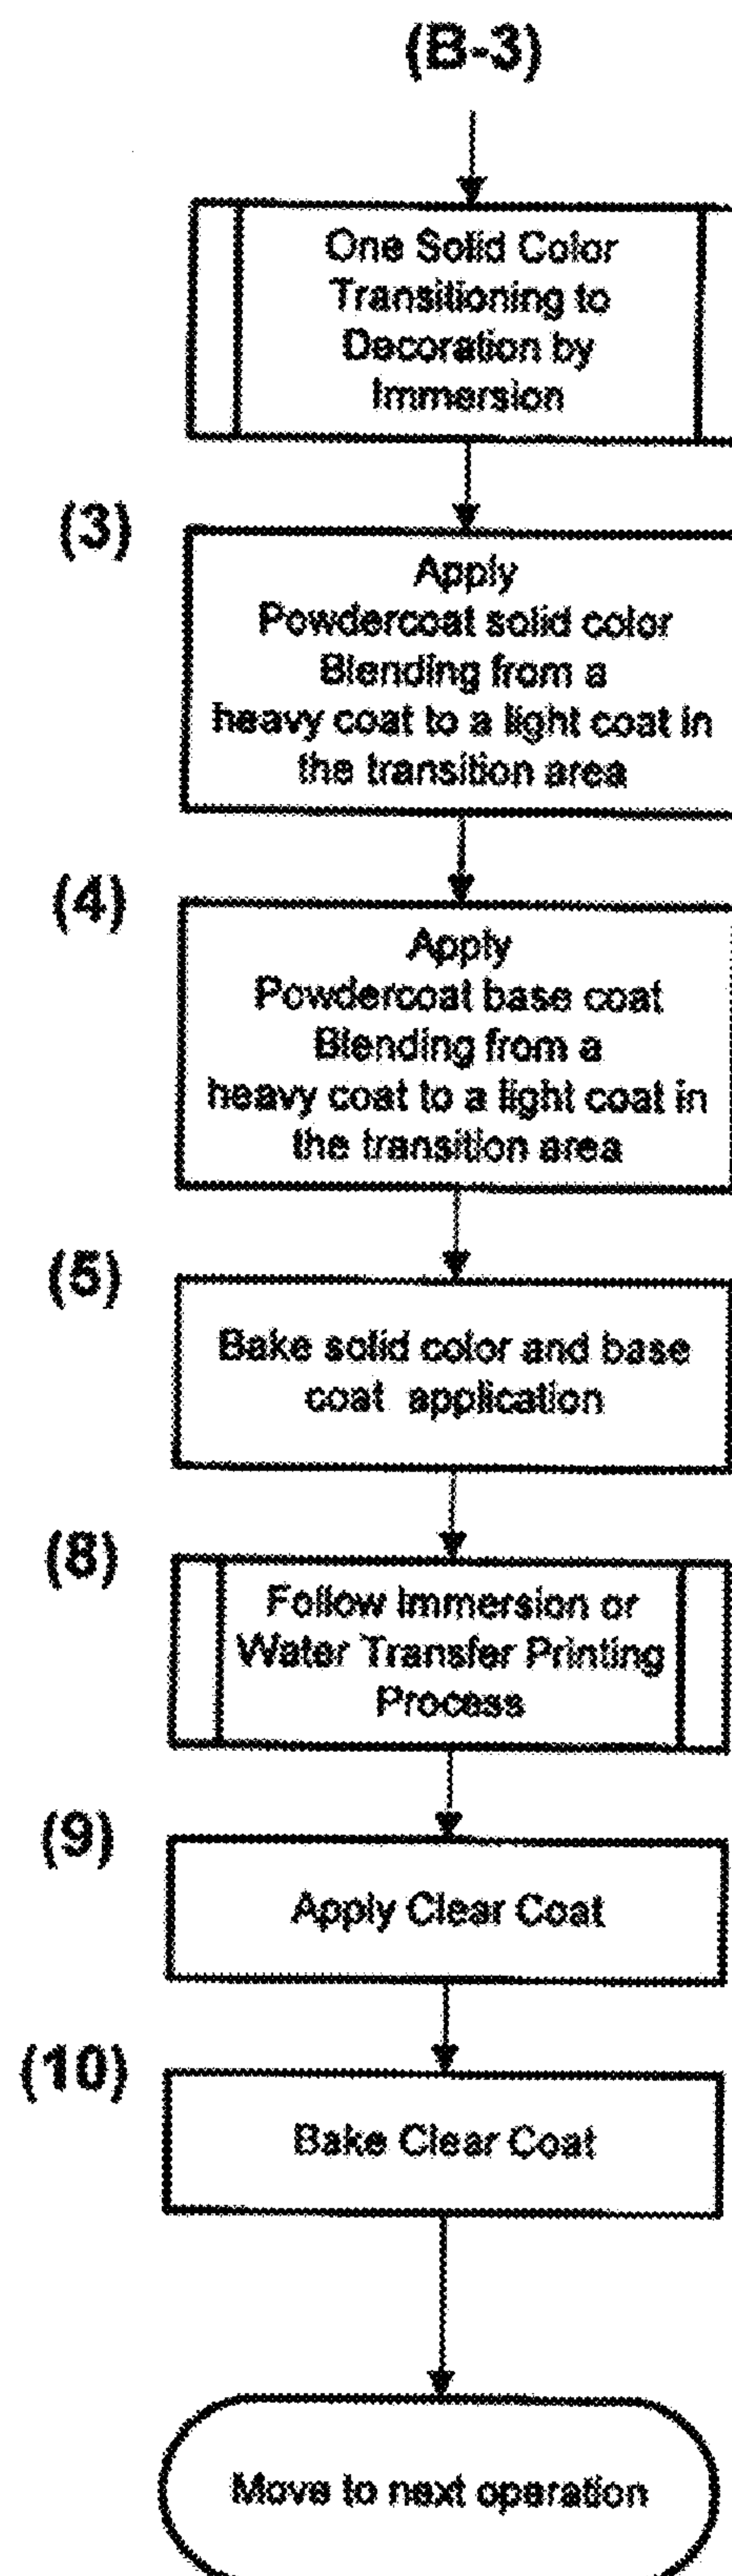 (B-3)
One Solid Color
Transitioning to
Decoration by
Immersion
(3)
Apply
Powdercoat solid color
Blending from a
heavy coat to a light coat in
the transition area
(4)
Apply
Powdercoat base coat
Blending from a
heavy coat to a light coat in
the transition area
(5)
Bake solid color and base
coat application
(8)
Follow Immersion or
Water Transfer Printing
Process
(9)
Apply Clear Coat
(10)
Bake Clear Coat
Move to next operation